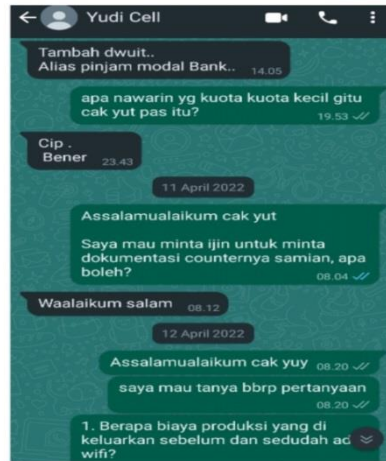 Yudi Cell
Tambah dwuit..
Alias pinjam modal Bank.. 14.05
apa nawarin yg kuota kuota kecil gitu
cak yut pas itu?
19.53
Cip .
Bener 23.43
11 April 2022
Assalamualaikum cak yut
Saya mau minta ijin untuk minta
dokumentasi counternya samian, apa
boleh?
08.04
Waalaikum salam 08.12
12 April 2022
Assalamualaikum cak yuy 08.20
saya mau tanya bbrp pertanyaan
08.20
1. Berapa biaya produksi yang di
keluarkan sebelum dan sedudah ad
wifi?